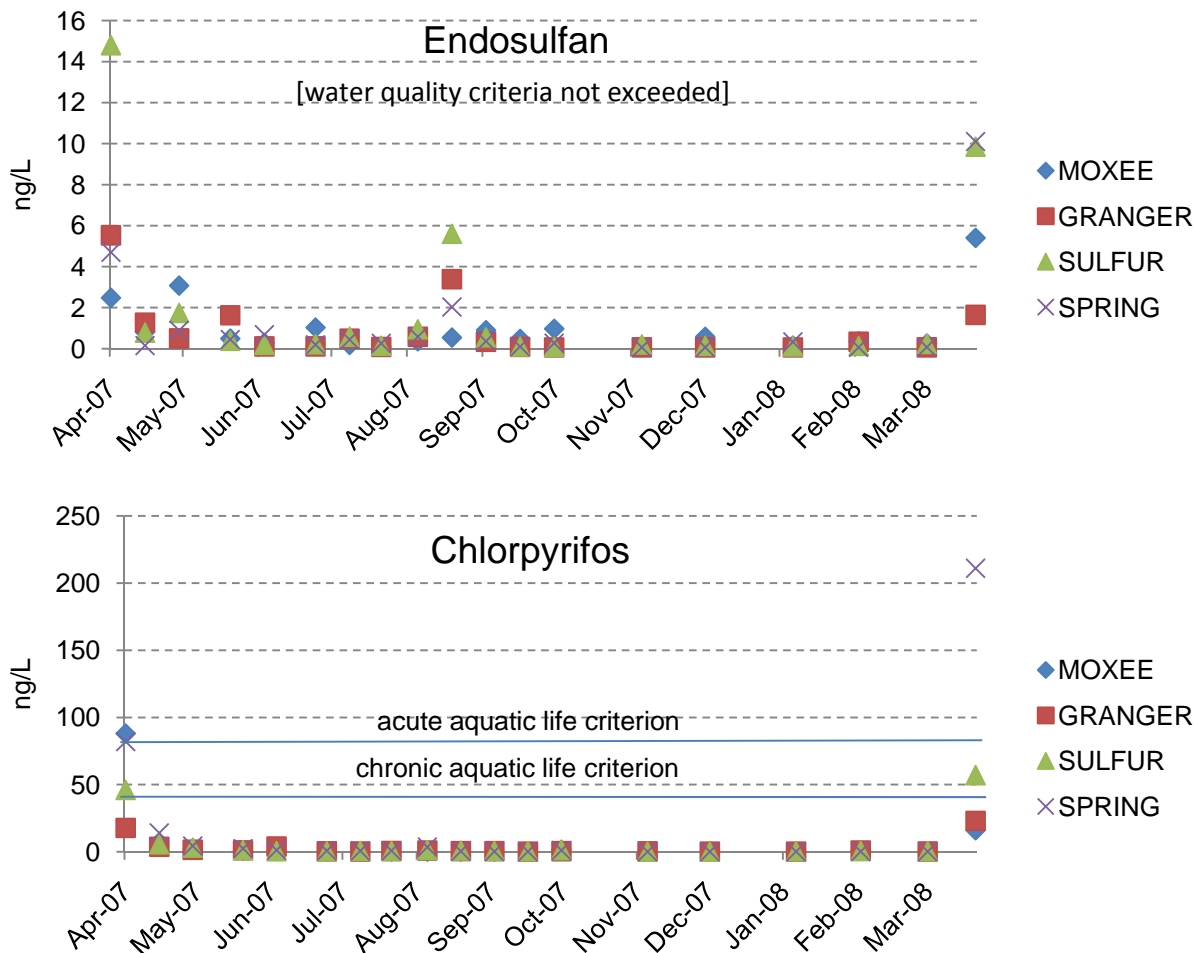 Endosulfan
[water quality criteria not exceeded]
ng/L
16
14
12
10
8
6
4
2
0
Apr-07
May-07
Jun-07
Jul-07
Aug-07
Sep-07
Oct-07
Nov-07
Dec-07
Jan-08
Feb-08
Mar-08
MOXEE
GRANGER
SULFUR
SPRING
Chlorpyrifos
ng/L
250
200
150
100
50
0
acute aquatic life criterion
chronic aquatic life criterion
Apr-07
May-07
Jun-07
Jul-07
Aug-07
Sep-07
Oct-07
Nov-07
Dec-07
Jan-08
Feb-08
Mar-08
MOXEE
GRANGER
SULFUR
SPRING